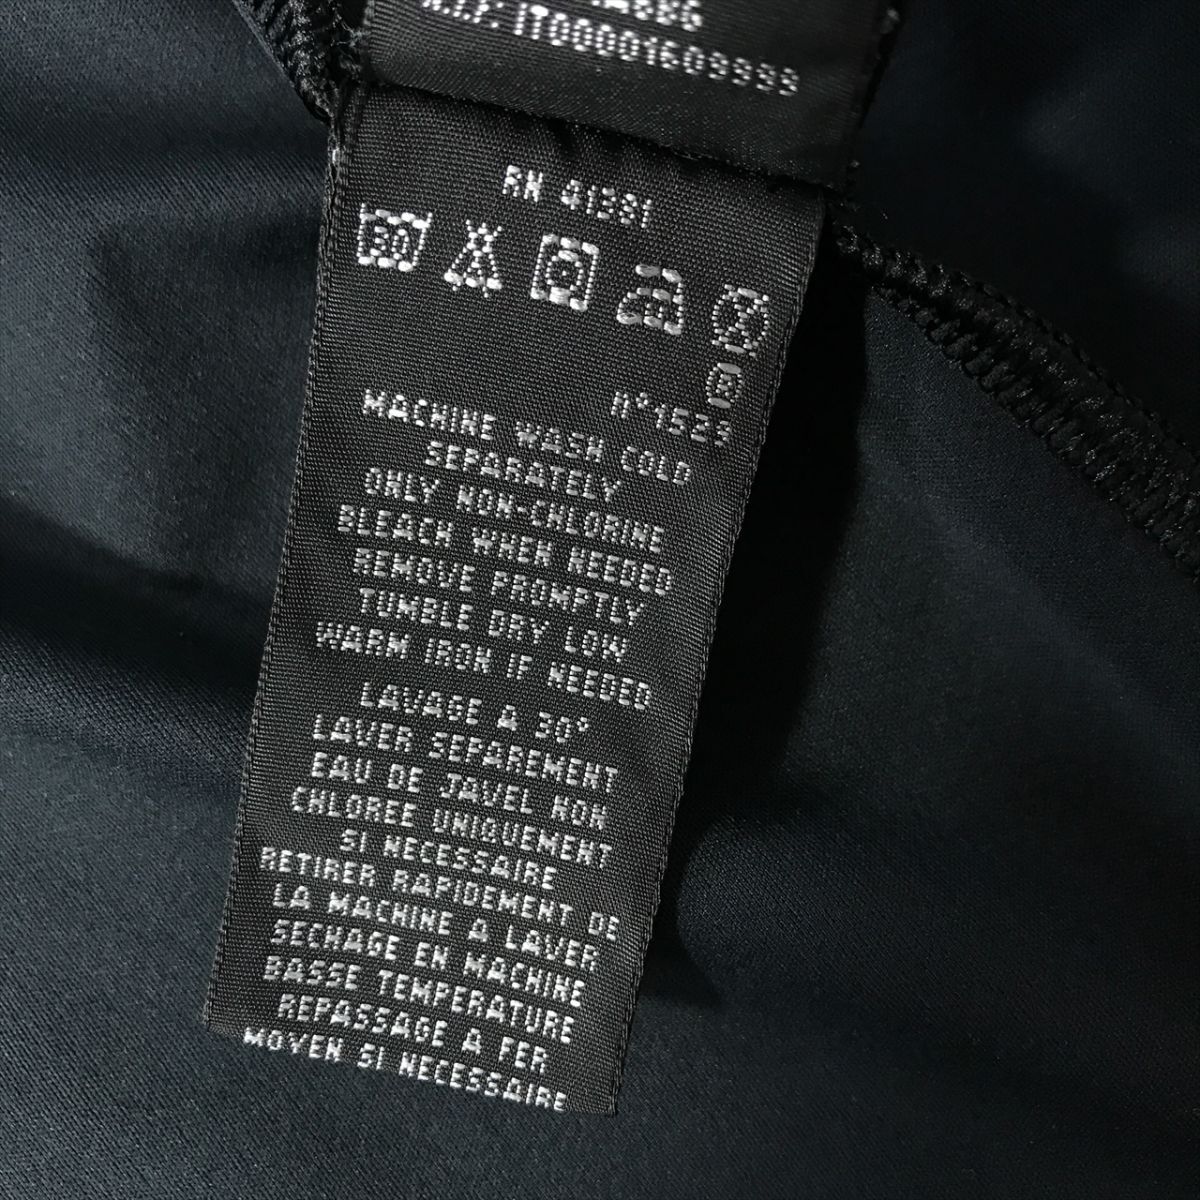 IT00001609999
RN 41381
30
n°1523
MACHINE WASH COLD
SEPARATELY
ONLY NON-CHLORINE
BLEACH WHEN NEEDED
REMOVE PROMPTLY
TUMBLE DRY LOW
WARM IRON IF NEEDED
LAVAGE A 30°
LAVER SEPAREMENT
EAU DE JAVEL NON
CHLOREE UNIQUEMENT
SI NECESSAIRE
RETIRER RAPIDEMENT DE
LA MACHINE A LAVER
SECHAGE EN MACHINE
BASSE TEMPERATURE
REPASSAGE A FER
MOYEN SI NECESSAIRE